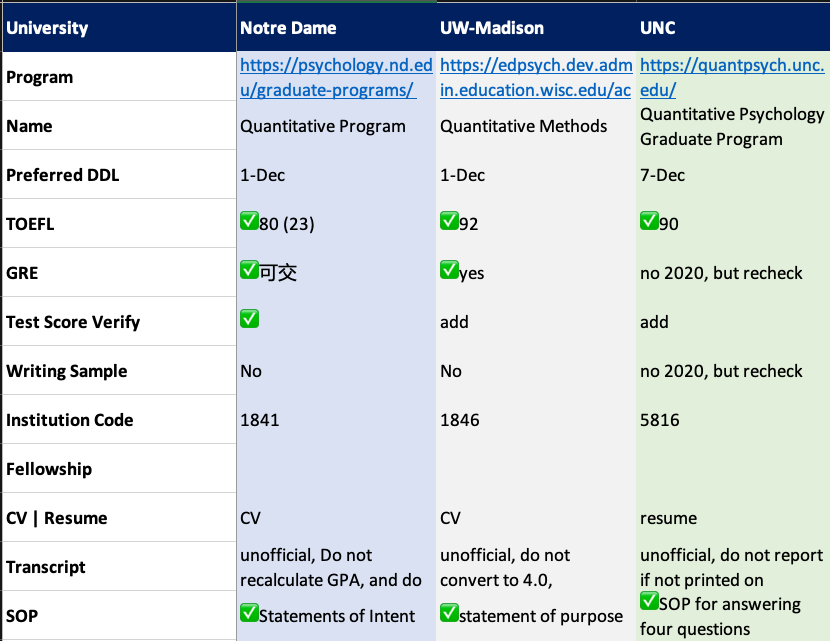 University Notre Dame UW-Madison UNC
Program https://psychology.nd.ed https://edpsych.dev.adm https://quantpsych.unc.
u/graduate-programs/ in.education.wisc.edu/ac edu/
Name Quantitative Program Quantitative Methods Quantitative Psychology
Graduate Program
Preferred DDL 1-Dec 1-Dec 7-Dec
TOEFL ✅80 (23) ✅92 ✅90
GRE ✅可交 ✅yes no 2020, but recheck
Test Score Verify ✅ add add
Writing Sample No No no 2020, but recheck
Institution Code 1841 1846 5816
Fellowship
CV | Resume CV CV resume
Transcript unofficial, Do not unofficial, do not unofficial, do not report
recalculate GPA, and do convert to 4.0, if not printed on
SOP ✅Statements of Intent ✅statement of purpose ✅SOP for answering
four questions